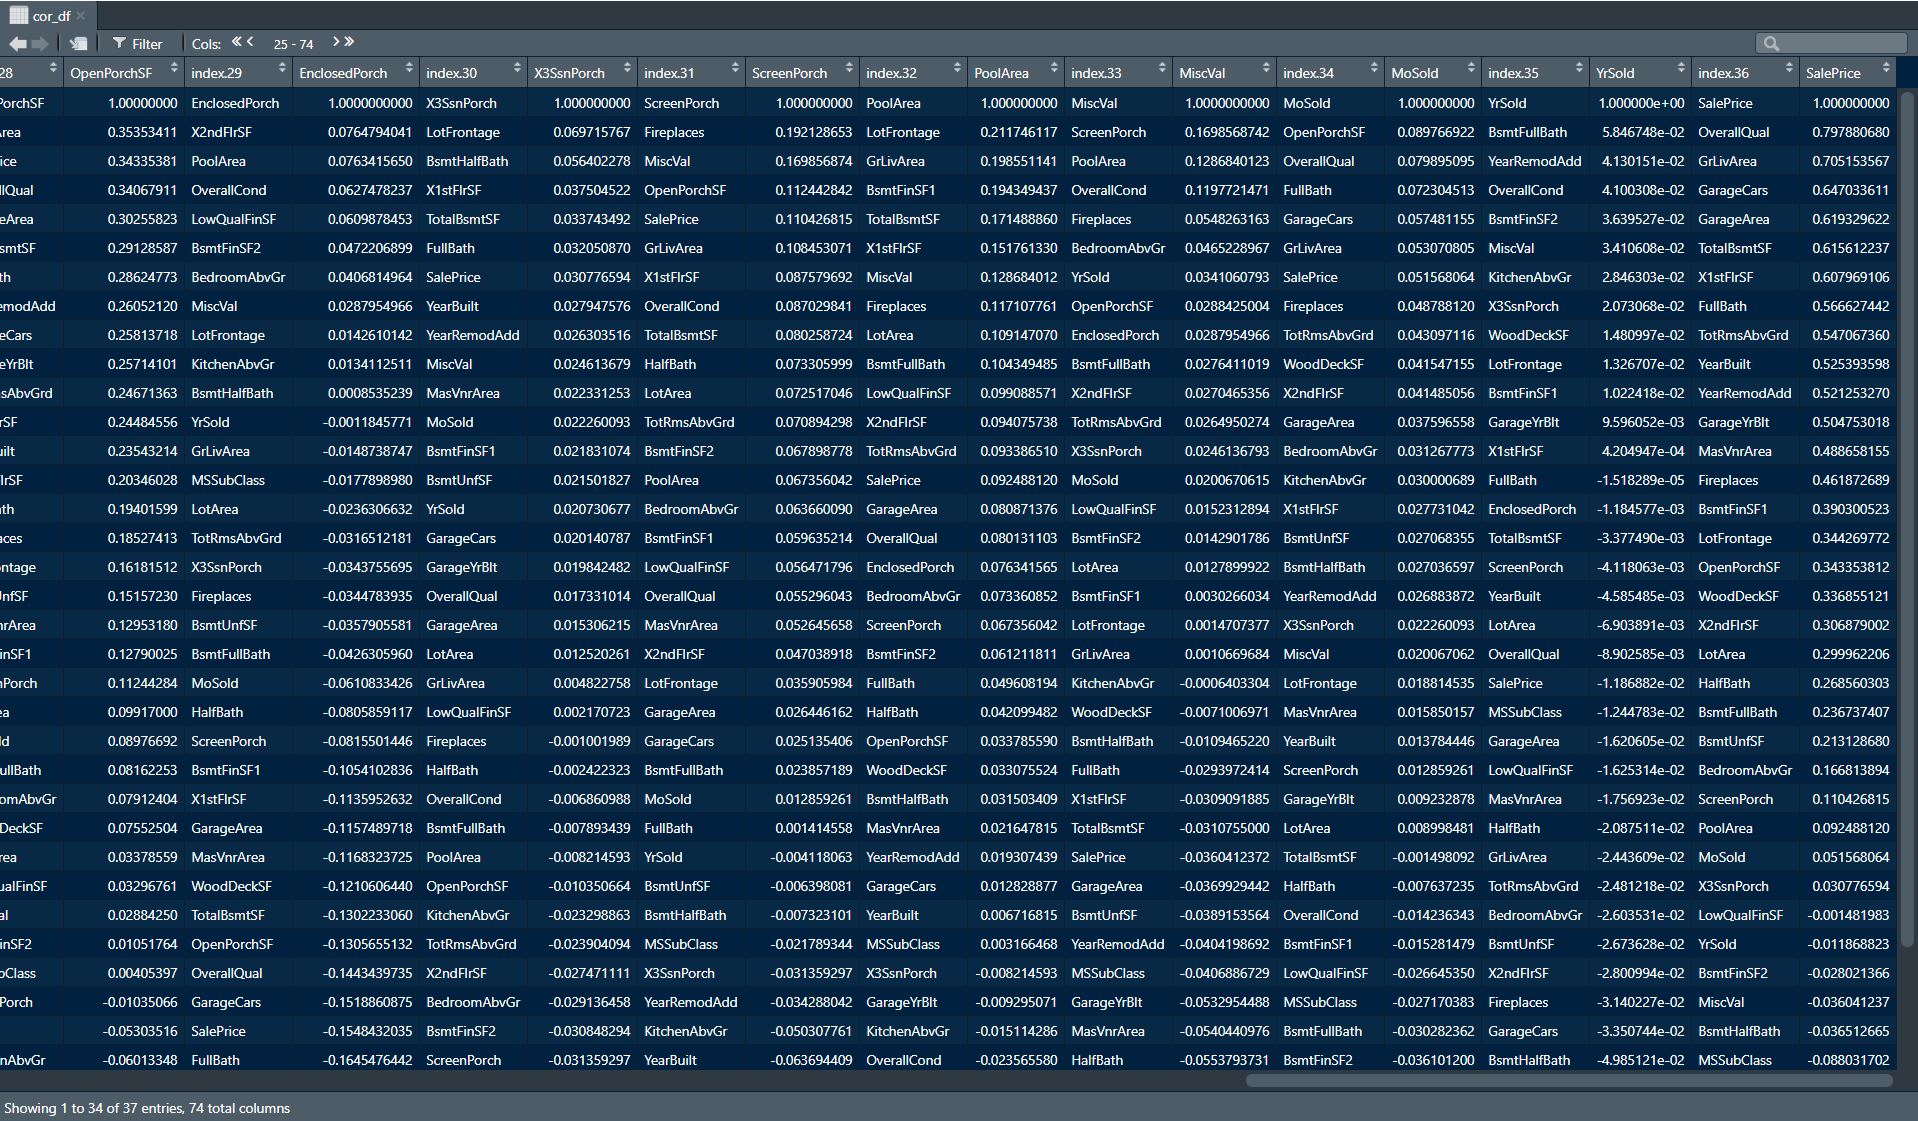 cor_df
Filter Cols: 25 - 74
28 OpenPorchSF index.29 EnclosedPorch index.30 X3SsnPorch index.31 ScreenPorch index.32 PoolArea index.33 MiscVal index.34 MoSold index.35 YrSold index.36 SalePrice
PorchSF 1.00000000 EnclosedPorch 1.0000000000 X3SsnPorch 1.000000000 ScreenPorch 1.000000000 PoolArea 1.000000000 MiscVal 1.0000000000 MoSold 1.000000000 YrSold 1.000000e+00 SalePrice 1.000000000
Area 0.35353411 X2ndFlrSF 0.0764794041 LotFrontage 0.069715767 Fireplaces 0.192128653 LotFrontage 0.211746117 ScreenPorch 0.1698568742 OpenPorchSF 0.089766922 BsmtFullBath 5.846748e-02 OverallQual 0.797880680
ice 0.34335381 PoolArea 0.0763415650 BsmtHalfBath 0.056402278 MiscVal 0.169856874 GrLivArea 0.198551141 PoolArea 0.1286840123 OverallQual 0.079895095 YearRemodAdd 4.130151e-02 GrLivArea 0.705153567
llQual 0.34067911 OverallCond 0.0627478237 X1stFlrSF 0.037504522 OpenPorchSF 0.112442842 BsmtFinSF1 0.194349437 OverallCond 0.1197721471 FullBath 0.072304513 OverallCond 4.100308e-02 GarageCars 0.647033611
eArea 0.30255823 LowQualFinSF 0.0609878453 TotalBsmtSF 0.033743492 SalePrice 0.110426815 TotalBsmtSF 0.171488860 Fireplaces 0.0548263163 GarageCars 0.057481155 BsmtFinSF2 3.639527e-02 GarageArea 0.619329622
smtSF 0.29128587 BsmtFinSF2 0.0472206899 FullBath 0.032050870 GrLivArea 0.108453071 X1stFlrSF 0.151761330 BedroomAbvGr 0.0465228967 GrLivArea 0.053070805 MiscVal 3.410608e-02 TotalBsmtSF 0.615612237
th 0.28624773 BedroomAbvGr 0.0406814964 SalePrice 0.030776594 X1stFlrSF 0.087579692 MiscVal 0.128684012 YrSold 0.0341060793 SalePrice 0.051568064 KitchenAbvGr 2.846303e-02 X1stFlrSF 0.607969106
emodAdd 0.26052120 MiscVal 0.0287954966 YearBuilt 0.027947576 OverallCond 0.087029841 Fireplaces 0.117107761 OpenPorchSF 0.0288425004 Fireplaces 0.048788120 X3SsnPorch 2.073068e-02 FullBath 0.566627442
eCars 0.25813718 LotFrontage 0.0142610142 YearRemodAdd 0.026303516 TotalBsmtSF 0.080258724 LotArea 0.109147070 EnclosedPorch 0.0287954966 TotRmsAbvGrd 0.043097116 WoodDeckSF 1.480997e-02 TotRmsAbvGrd 0.547067360
eYrBlt 0.25714101 KitchenAbvGr 0.0134112511 MiscVal 0.024613679 HalfBath 0.073305999 BsmtFullBath 0.104349485 BsmtFullBath 0.0276411019 WoodDeckSF 0.041547155 LotFrontage 1.326707e-02 YearBuilt 0.525393598
sAbvGrd 0.24671363 BsmtHalfBath 0.0008535239 MasVnrArea 0.022331253 LotArea 0.072517046 LowQualFinSF 0.099088571 X2ndFlrSF 0.0270465356 X2ndFlrSF 0.041485056 BsmtFinSF1 1.022418e-02 YearRemodAdd 0.521253270
rSF 0.24484556 YrSold -0.0011845771 MoSold 0.022260093 TotRmsAbvGrd 0.070894298 X2ndFlrSF 0.094075738 TotRmsAbvGrd 0.0264950274 GarageArea 0.037596558 GarageYrBlt 9.596052e-03 GarageYrBlt 0.504753018
uilt 0.23543214 GrLivArea -0.0148738747 BsmtFinSF1 0.021831074 BsmtFinSF2 0.067898778 TotRmsAbvGrd 0.093386510 X3SsnPorch 0.0246136793 BedroomAbvGr 0.031267773 X1stFlrSF 4.204947e-04 MasVnrArea 0.488658155
lrSF 0.20346028 MSSubClass -0.0177898980 BsmtUnfSF 0.021501827 PoolArea 0.067356042 SalePrice 0.092488120 MoSold 0.0200670615 KitchenAbvGr 0.030000689 FullBath -1.518289e-05 Fireplaces 0.461872689
ath 0.19401599 LotArea -0.0236306632 YrSold 0.020730677 BedroomAbvGr 0.063660090 GarageArea 0.080871376 LowQualFinSF 0.0152312894 X1stFlrSF 0.027731042 EnclosedPorch -1.184577e-03 BsmtFinSF1 0.390300523
aces 0.18527413 TotRmsAbvGrd -0.0316512181 GarageCars 0.020140787 BsmtFinSF1 0.059635214 OverallQual 0.080131103 BsmtFinSF2 0.0142901786 BsmtUnfSF 0.027068355 TotalBsmtSF -3.377490e-03 LotFrontage 0.344269772
ontage 0.16181512 X3SsnPorch -0.0343755695 GarageYrBlt 0.019842482 LowQualFinSF 0.056471796 EnclosedPorch 0.076341565 LotArea 0.0127899922 BsmtHalfBath 0.027036597 ScreenPorch -4.118063e-03 OpenPorchSF 0.343353812
UnfSF 0.15157230 Fireplaces -0.0344783935 OverallQual 0.017331014 OverallQual 0.055296043 BedroomAbvGr 0.073360852 BsmtFinSF1 0.0030266034 YearRemodAdd 0.026883872 YearBuilt -4.585485e-03 WoodDeckSF 0.336855121
nrArea 0.12953180 BsmtUnfSF -0.0357905581 GarageArea 0.015306215 MasVnrArea 0.052645658 ScreenPorch 0.067356042 LotFrontage 0.0014707377 X3SsnPorch 0.022260093 LotArea -6.903891e-03 X2ndFlrSF 0.306879002
inSF1 0.12790025 BsmtFullBath -0.0426305960 LotArea 0.012520261 X2ndFlrSF 0.047038918 BsmtFinSF2 0.061211811 GrLivArea 0.0010669684 MiscVal 0.020067062 OverallQual -8.902585e-03 LotArea 0.299962206
nPorch 0.11244284 MoSold -0.0610833426 GrLivArea 0.004822758 LotFrontage 0.035905984 FullBath 0.049608194 KitchenAbvGr -0.0006403304 LotFrontage 0.018814535 SalePrice -1.186882e-02 HalfBath 0.268560303
ea 0.09917000 HalfBath -0.0805859117 LowQualFinSF 0.002170723 GarageArea 0.026446162 HalfBath 0.042099482 WoodDeckSF -0.0071006971 MasVnrArea 0.015850157 MSSubClass -1.244783e-02 BsmtFullBath 0.236737407
ld 0.08976692 ScreenPorch -0.0815501446 Fireplaces -0.001001989 GarageCars 0.025135406 OpenPorchSF 0.033785590 BsmtHalfBath -0.0109465220 YearBuilt 0.013784446 GarageArea -1.620605e-02 BsmtUnfSF 0.213128680
ullBath 0.08162253 BsmtFinSF1 -0.1054102836 HalfBath -0.002422323 BsmtFullBath 0.023857189 WoodDeckSF 0.033075524 FullBath -0.0293972414 ScreenPorch 0.012859261 LowQualFinSF -1.625314e-02 BedroomAbvGr 0.166813894
omAbvGr 0.07912404 X1stFlrSF -0.1135952632 OverallCond -0.006860988 MoSold 0.012859261 BsmtHalfBath 0.031503409 X1stFlrSF -0.0309091885 GarageYrBlt 0.009232878 MasVnrArea -1.756923e-02 ScreenPorch 0.110426815
DeckSF 0.07552504 GarageArea -0.1157489718 BsmtFullBath -0.007893439 FullBath 0.001414558 MasVnrArea 0.021647815 TotalBsmtSF -0.0310755000 LotArea 0.008998481 HalfBath -2.087511e-02 PoolArea 0.092488120
rea 0.03378559 MasVnrArea -0.1168323725 PoolArea -0.008214593 YrSold -0.004118063 YearRemodAdd 0.019307439 SalePrice -0.0360412372 TotalBsmtSF -0.001498092 GrLivArea -2.443609e-02 MoSold 0.051568064
ualFinSF 0.03296761 WoodDeckSF -0.1210606440 OpenPorchSF -0.010350664 BsmtUnfSF -0.006398081 GarageCars 0.012828877 GarageArea -0.0369929442 HalfBath -0.007637235 TotRmsAbvGrd -2.481218e-02 X3SsnPorch 0.030776594
al 0.02884250 TotalBsmtSF -0.1302233060 KitchenAbvGr -0.023298863 BsmtHalfBath -0.007323101 YearBuilt 0.006716815 BsmtUnfSF -0.0389153564 OverallCond -0.014236343 BedroomAbvGr -2.603531e-02 LowQualFinSF -0.001481983
inSF2 0.01051764 OpenPorchSF -0.1305655132 TotRmsAbvGrd -0.023904094 MSSubClass -0.021789344 MSSubClass 0.003166468 YearRemodAdd -0.0404198692 BsmtFinSF1 -0.015281479 BsmtUnfSF -2.673628e-02 YrSold -0.011868823
bClass 0.00405397 OverallQual -0.1443439735 X2ndFlrSF -0.027471111 X3SsnPorch -0.031359297 X3SsnPorch -0.008214593 MSSubClass -0.0406886729 LowQualFinSF -0.026645350 X2ndFlrSF -2.800994e-02 BsmtFinSF2 -0.028021366
Porch -0.01035066 GarageCars -0.1518860875 BedroomAbvGr -0.029136458 YearRemodAdd -0.034288042 GarageYrBlt -0.009295071 GarageYrBlt -0.0532954488 MSSubClass -0.027170383 Fireplaces -3.140227e-02 MiscVal -0.036041237
-0.05303516 SalePrice -0.1548432035 BsmtFinSF2 -0.030848294 KitchenAbvGr -0.050307761 KitchenAbvGr -0.015114286 MasVnrArea -0.0540440976 BsmtFullBath -0.030282362 GarageCars -3.350744e-02 BsmtHalfBath -0.036512665
nAbvGr -0.06013348 FullBath -0.1645476442 ScreenPorch -0.031359297 YearBuilt -0.063694409 OverallCond -0.023565580 HalfBath -0.0553793731 BsmtFinSF2 -0.036101200 BsmtHalfBath -4.985121e-02 MSSubClass -0.088031702
Showing 1 to 34 of 37 entries, 74 total columns